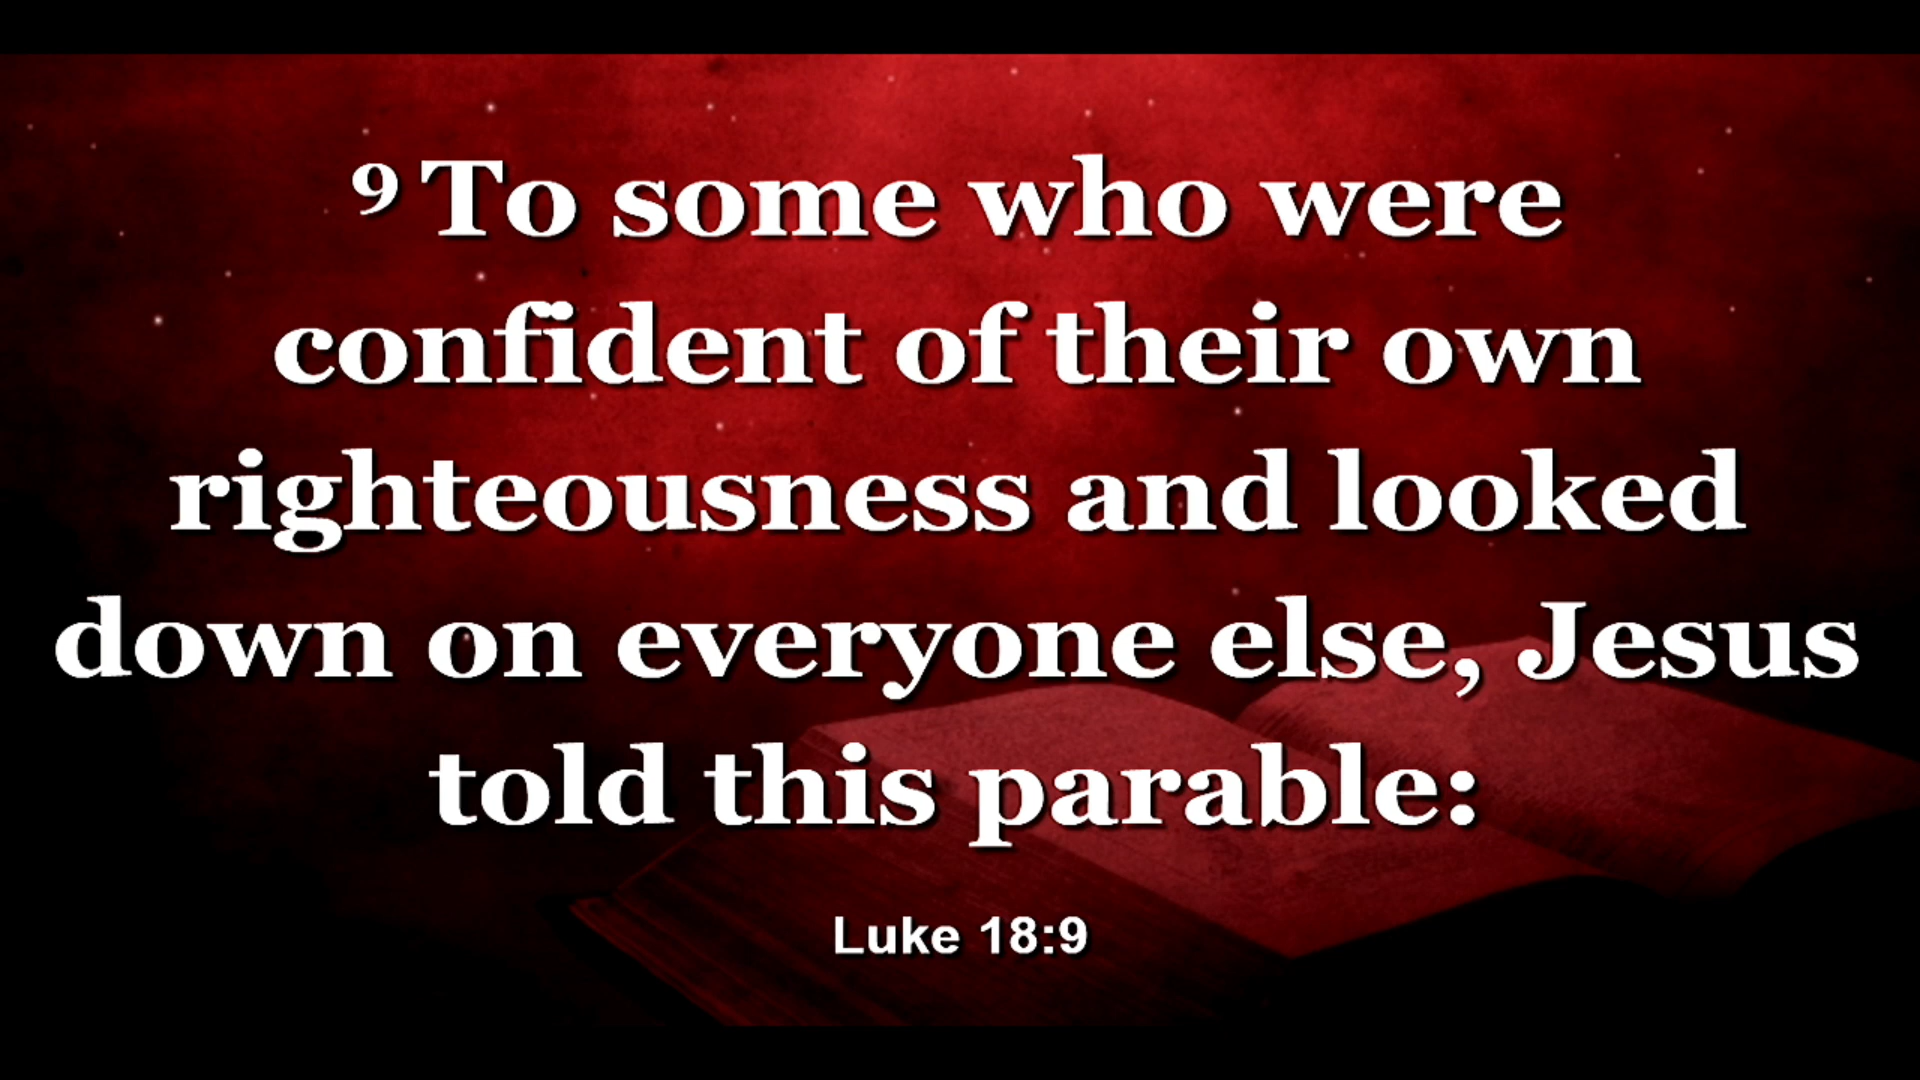 9 To some who were
confident of their own
righteousness and looked
down on everyone else, Jesus
told this parable:
Luke 18:9